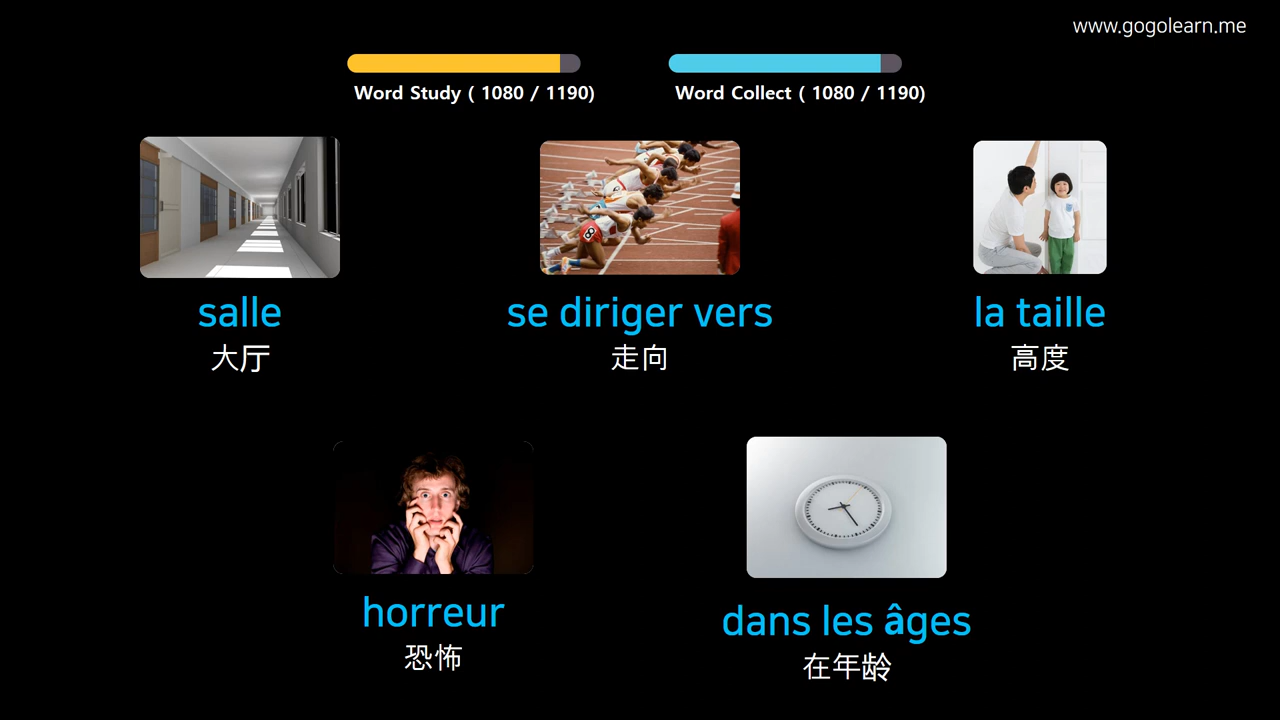 www.gogolearn.me
Word Study ( 1080 / 1190)
Word Collect ( 1080 / 1190)
salle
大厅
se diriger vers
走向
la taille
高度
horreur
恐怖
dans les âges
在年龄